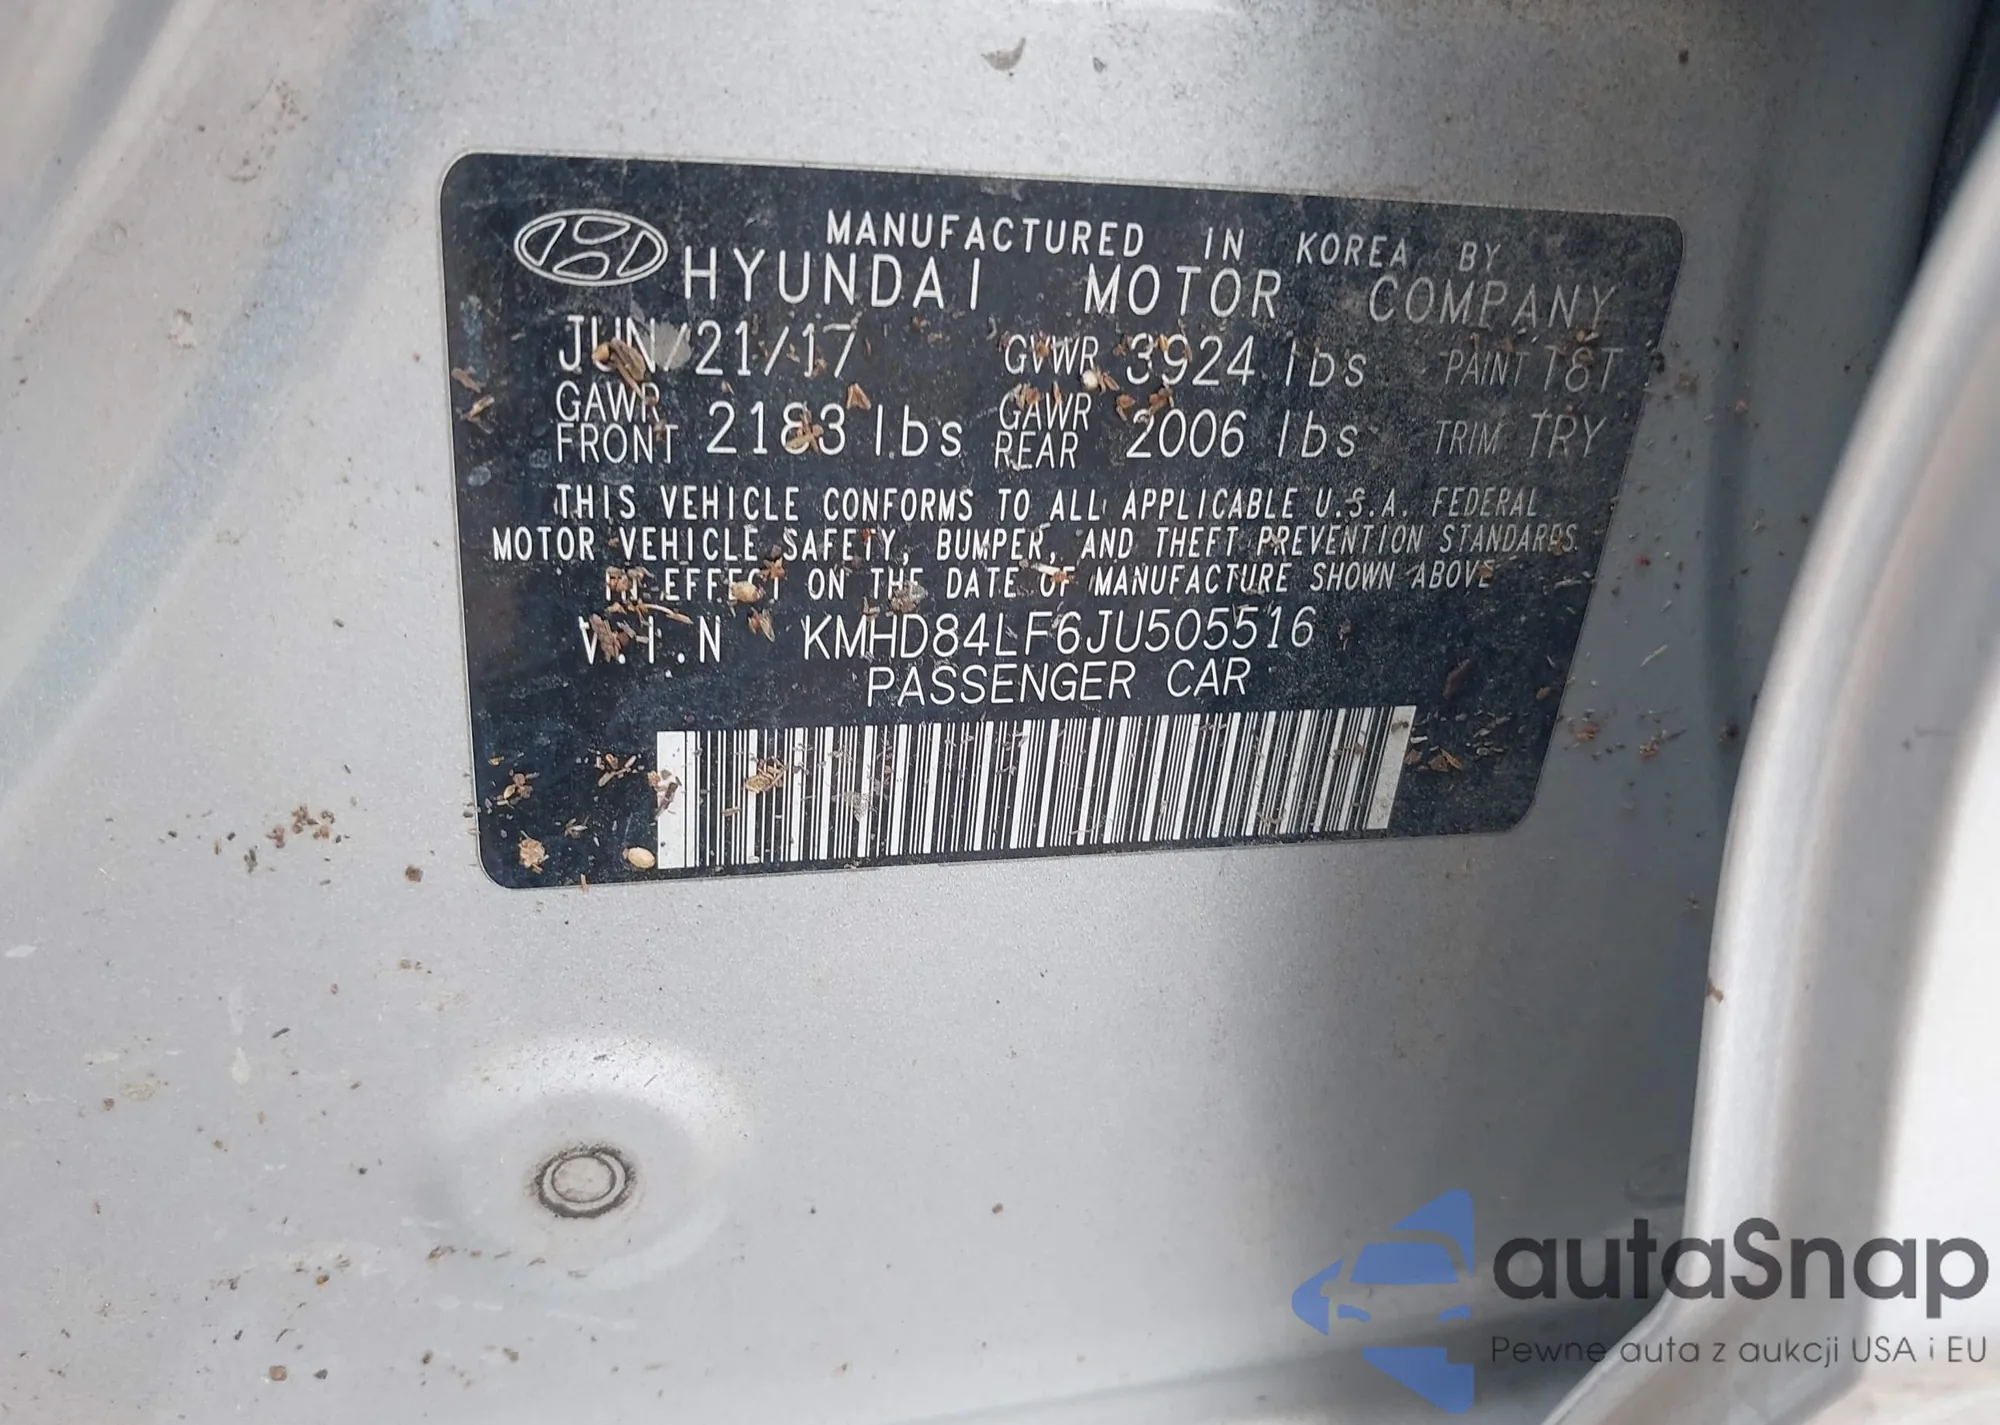 MANUFACTURED IN KOREA BY
HYUNDAI MOTOR COMPANY
JUN/21/17 GVWR 3924 lbs PAINT T8T
GAWR FRONT 2183 lbs GAWR REAR 2006 lbs TRIM TRY
THIS VEHICLE CONFORMS TO ALL APPLICABLE U.S.A. FEDERAL
MOTOR VEHICLE SAFETY, BUMPER, AND THEFT PREVENTION STANDARDS
IN EFFECT ON THE DATE OF MANUFACTURE SHOWN ABOVE
V.I.N KMHD84LF6JU505516
PASSENGER CAR
autaSnap
Pewne auta z aukcji USA i EU